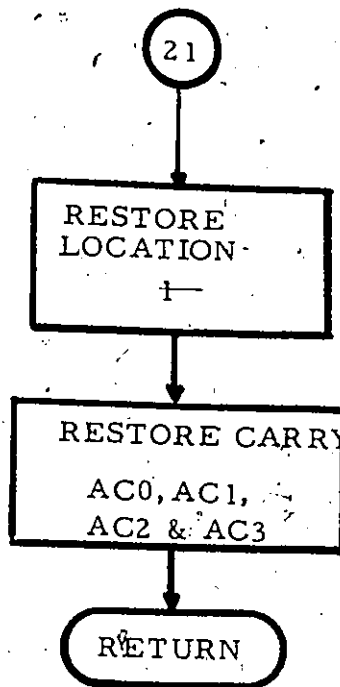 21
RESTORE
LOCATION
1
RESTORE CARRY
AC0, AC1,
AC2 & AC3
RETURN